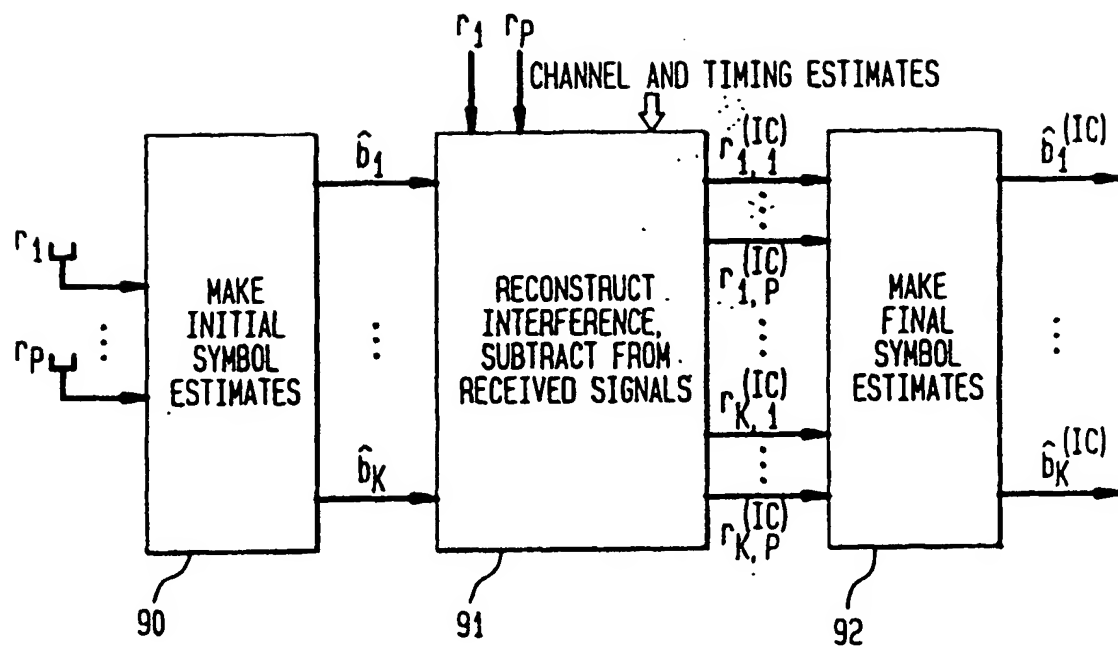 r1 rP
CHANNEL AND TIMING ESTIMATES
r1
rP
MAKE
INITIAL
SYMBOL
ESTIMATES
b̂1
b̂K
RECONSTRUCT
INTERFERENCE,
SUBTRACT FROM
RECEIVED SIGNALS
r1,1(IC)
r1,P(IC)
rK,1(IC)
rK,P(IC)
MAKE
FINAL
SYMBOL
ESTIMATES
b̂1(IC)
b̂K(IC)
90
91
92